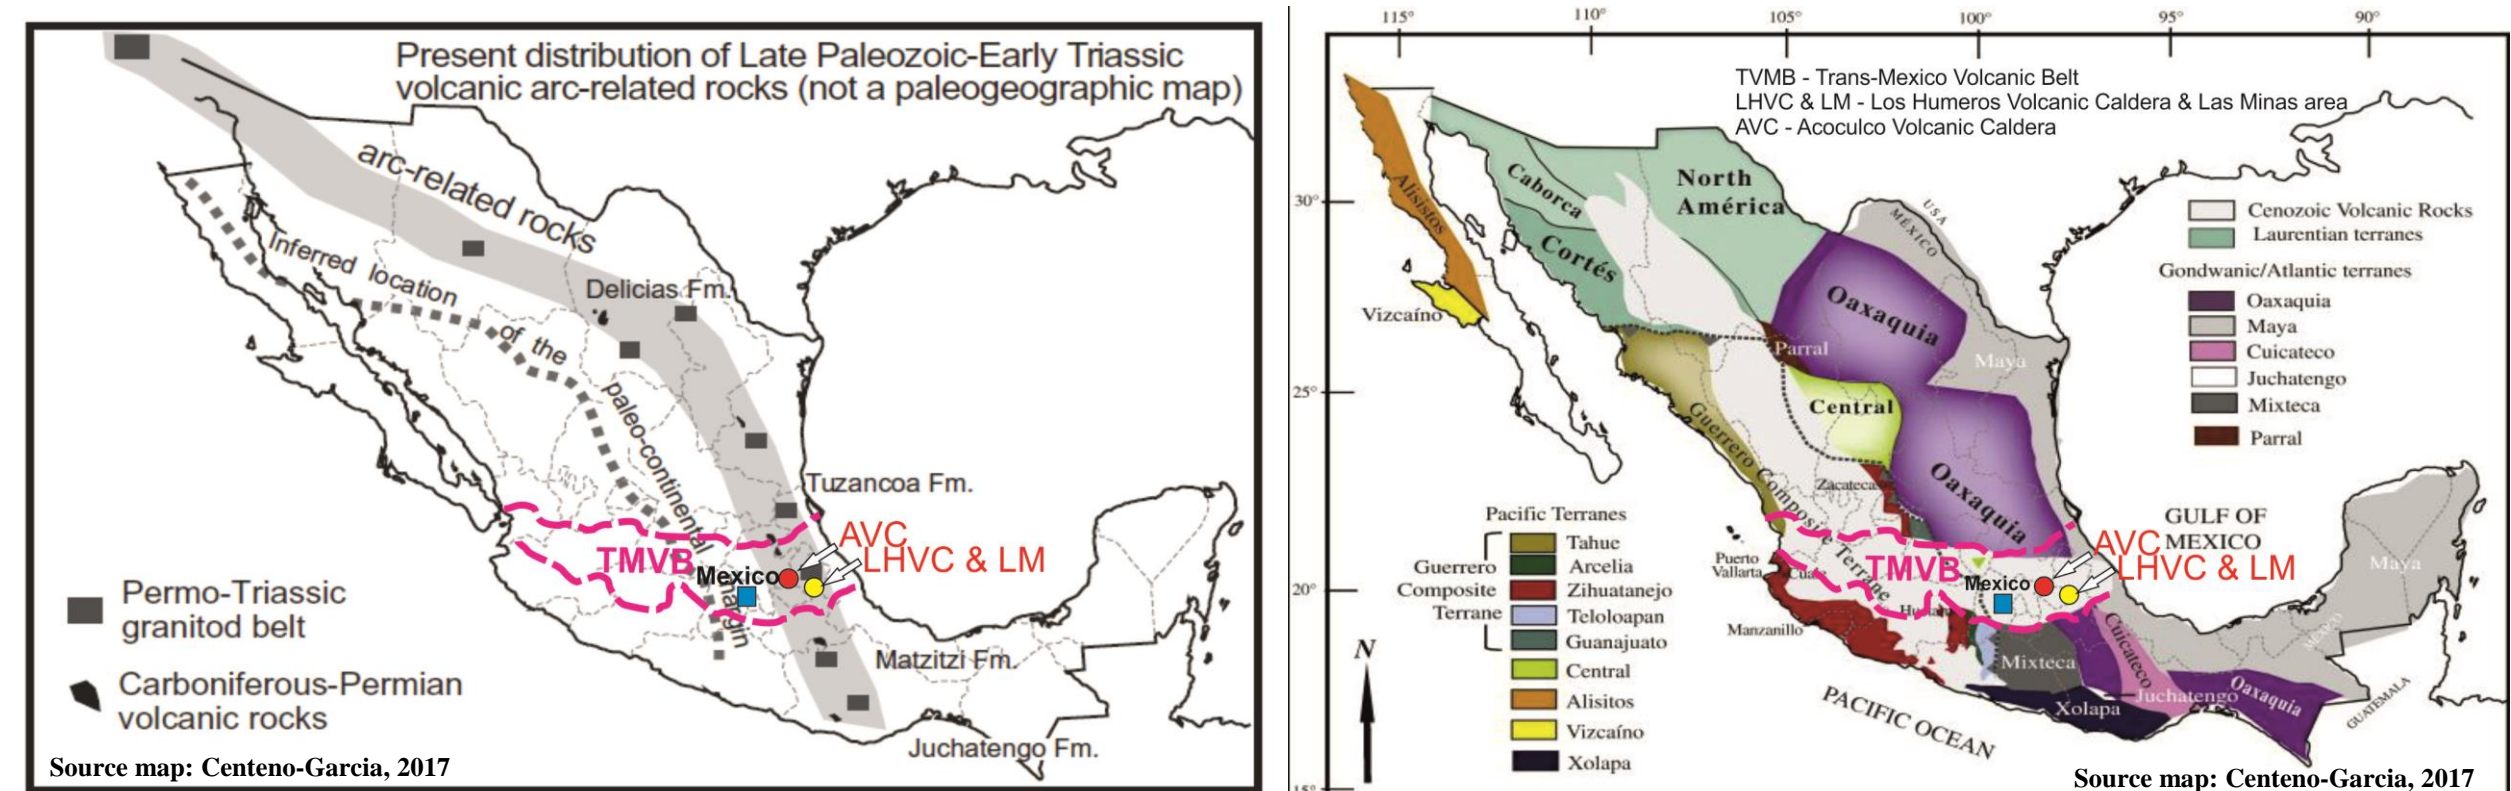 Present distribution of Late Paleozoic-Early Triassic
volcanic arc-related rocks (not a paleogeographic map)
arc-related rocks
Inferred location
of the
paleo-continental
margin
Delicias Fm.
Tuzancoa Fm.
AVC
LHVC & LM
TMVB
Mexico
Matzitzi Fm.
Juchatengo Fm.
Permo-Triassic
granitod belt
Carboniferous-Permian
volcanic rocks
Source map: Centeno-Garcia, 2017
115°
110°
105°
100°
95°
90°
TVMB - Trans-Mexico Volcanic Belt
LHVC & LM - Los Humeros Volcanic Caldera & Las Minas area
AVC - Acoculco Volcanic Caldera
30°
25°
20°
15°
Alisistos
Vizcaíno
Caborca
Cortés
North
América
USA
MÉXICO
Oaxaquia
Maya
Parral
Central
Guerrero Composite Terrane
Zacatecas
Oaxaquia
Cenozoic Volcanic Rocks
Laurentian terranes
Gondwanic/Atlantic terranes
Oaxaquia
Maya
Cuicateco
Juchatengo
Mixteca
Parral
Pacific Terranes
Guerrero
Composite
Terrane
Tahue
Arcelia
Zihuatanejo
Teloloapan
Guanajuato
Central
Alisitos
Vizcaíno
Xolapa
Puerto
Vallarta
Manzanillo
N
TMVB
Mexico
AVC
LHVC & LM
GULF OF
MEXICO
Maya
Mixteca
Cuicateco
Juchatengo
Oaxaquia
Xolapa
GUATEMALA
PACIFIC OCEAN
Source map: Centeno-Garcia, 2017